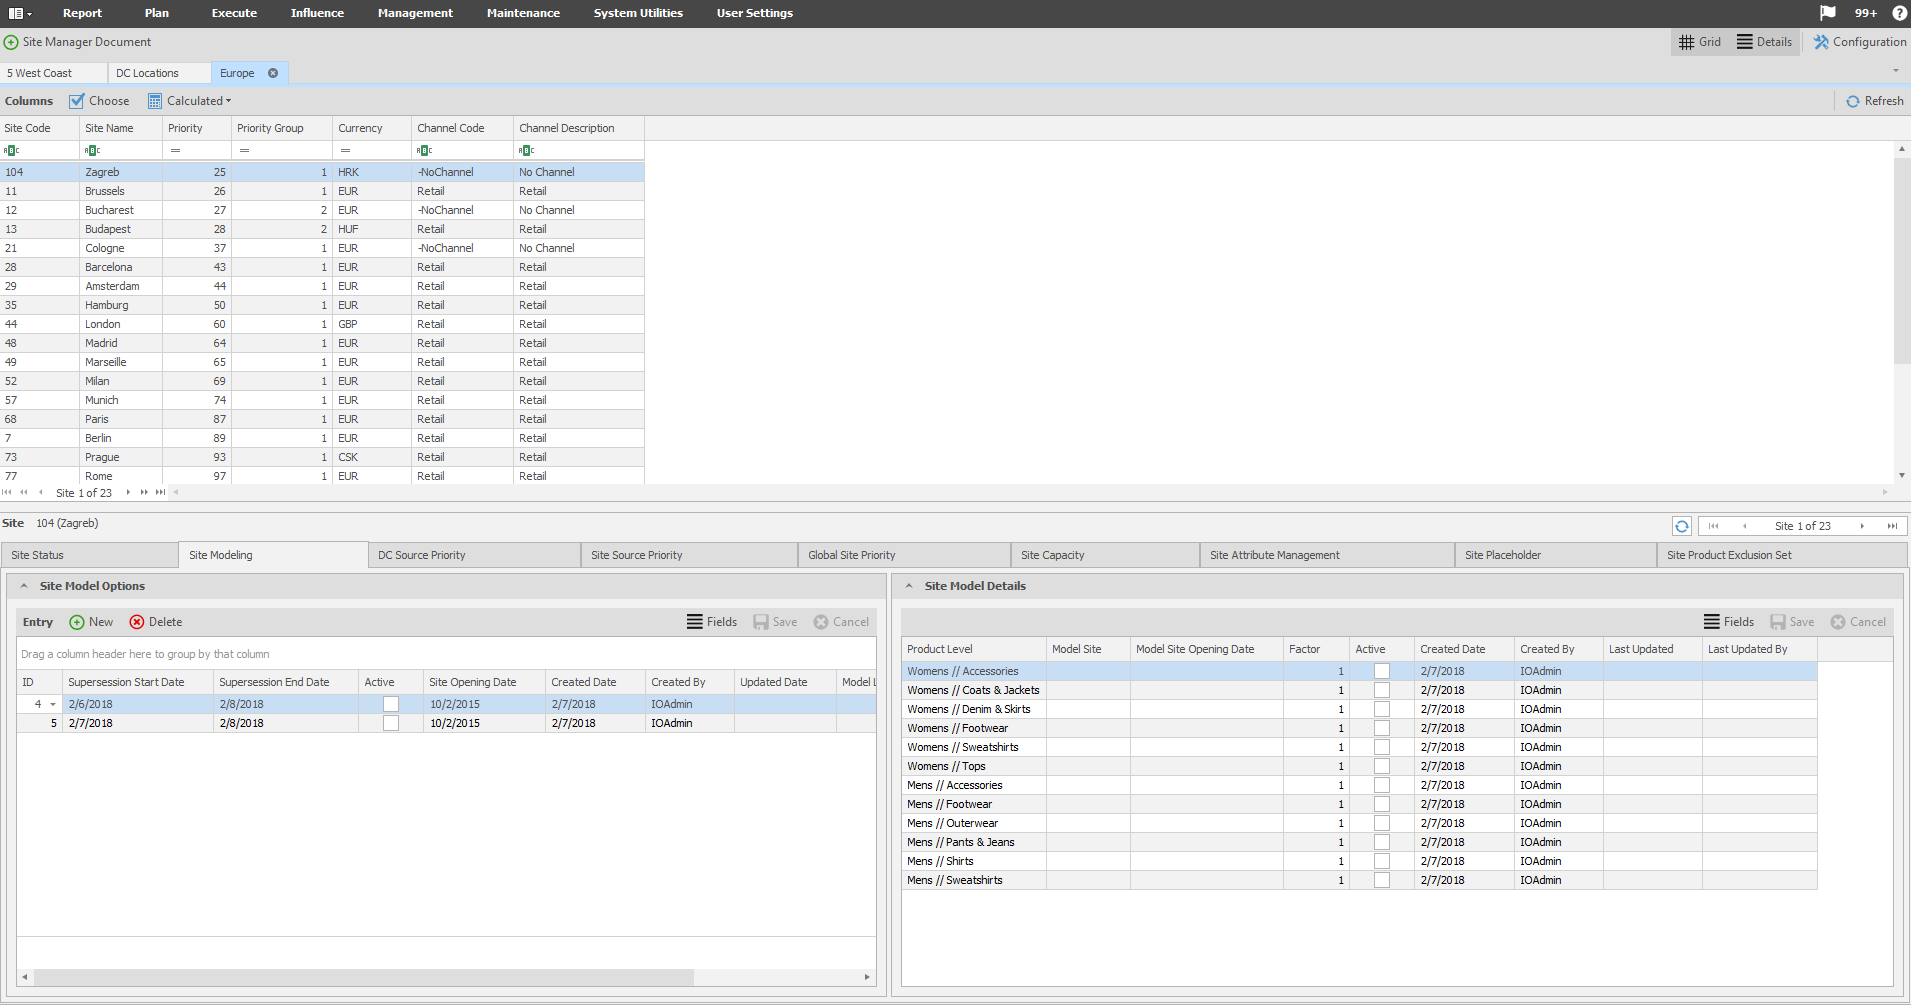 Report Plan Execute Influence Management Maintenance System Utilities User Settings 99+ ?
Site Manager Document Grid Details Configuration
5 West Coast DC Locations Europe
Columns Choose Calculated Refresh
Site Code Site Name Priority Priority Group Currency Channel Code Channel Description
ABC ABC = = = ABC ABC
104 Zagreb 25 1 HRK -NoChannel No Channel
11 Brussels 26 1 EUR Retail Retail
12 Bucharest 27 2 EUR -NoChannel No Channel
13 Budapest 28 2 HUF Retail Retail
21 Cologne 37 1 EUR -NoChannel No Channel
28 Barcelona 43 1 EUR Retail Retail
29 Amsterdam 44 1 EUR Retail Retail
35 Hamburg 50 1 EUR Retail Retail
44 London 60 1 GBP Retail Retail
48 Madrid 64 1 EUR Retail Retail
49 Marseille 65 1 EUR Retail Retail
52 Milan 69 1 EUR Retail Retail
57 Munich 74 1 EUR Retail Retail
68 Paris 87 1 EUR Retail Retail
7 Berlin 89 1 EUR Retail Retail
73 Prague 93 1 CSK Retail Retail
77 Rome 97 1 EUR Retail Retail
Site 1 of 23
Site 104 (Zagreb) Site 1 of 23
Site Status Site Modeling DC Source Priority Site Source Priority Global Site Priority Site Capacity Site Attribute Management Site Placeholder Site Product Exclusion Set
Site Model Options
Entry New Delete Fields Save Cancel
Drag a column header here to group by that column
ID Supersession Start Date Supersession End Date Active Site Opening Date Created Date Created By Updated Date Model L
4 2/6/2018 2/8/2018 10/2/2015 2/7/2018 IOAdmin
5 2/7/2018 2/8/2018 10/2/2015 2/7/2018 IOAdmin
Site Model Details
Fields Save Cancel
Product Level Model Site Model Site Opening Date Factor Active Created Date Created By Last Updated Last Updated By
Womens // Accessories 1 2/7/2018 IOAdmin
Womens // Coats & Jackets 1 2/7/2018 IOAdmin
Womens // Denim & Skirts 1 2/7/2018 IOAdmin
Womens // Footwear 1 2/7/2018 IOAdmin
Womens // Sweatshirts 1 2/7/2018 IOAdmin
Womens // Tops 1 2/7/2018 IOAdmin
Mens // Accessories 1 2/7/2018 IOAdmin
Mens // Footwear 1 2/7/2018 IOAdmin
Mens // Outerwear 1 2/7/2018 IOAdmin
Mens // Pants & Jeans 1 2/7/2018 IOAdmin
Mens // Shirts 1 2/7/2018 IOAdmin
Mens // Sweatshirts 1 2/7/2018 IOAdmin